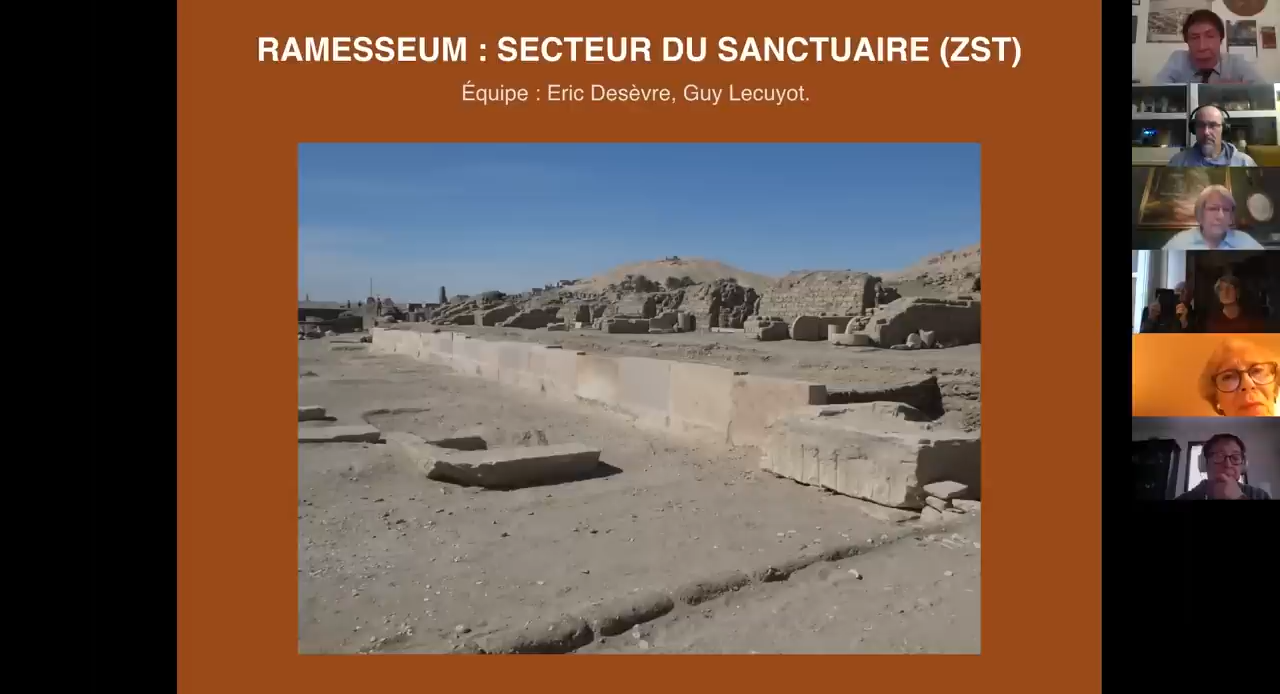 RAMESSEUM : SECTEUR DU SANCTUAIRE (ZST)
Équipe : Eric Desèvre, Guy Lecuyot.